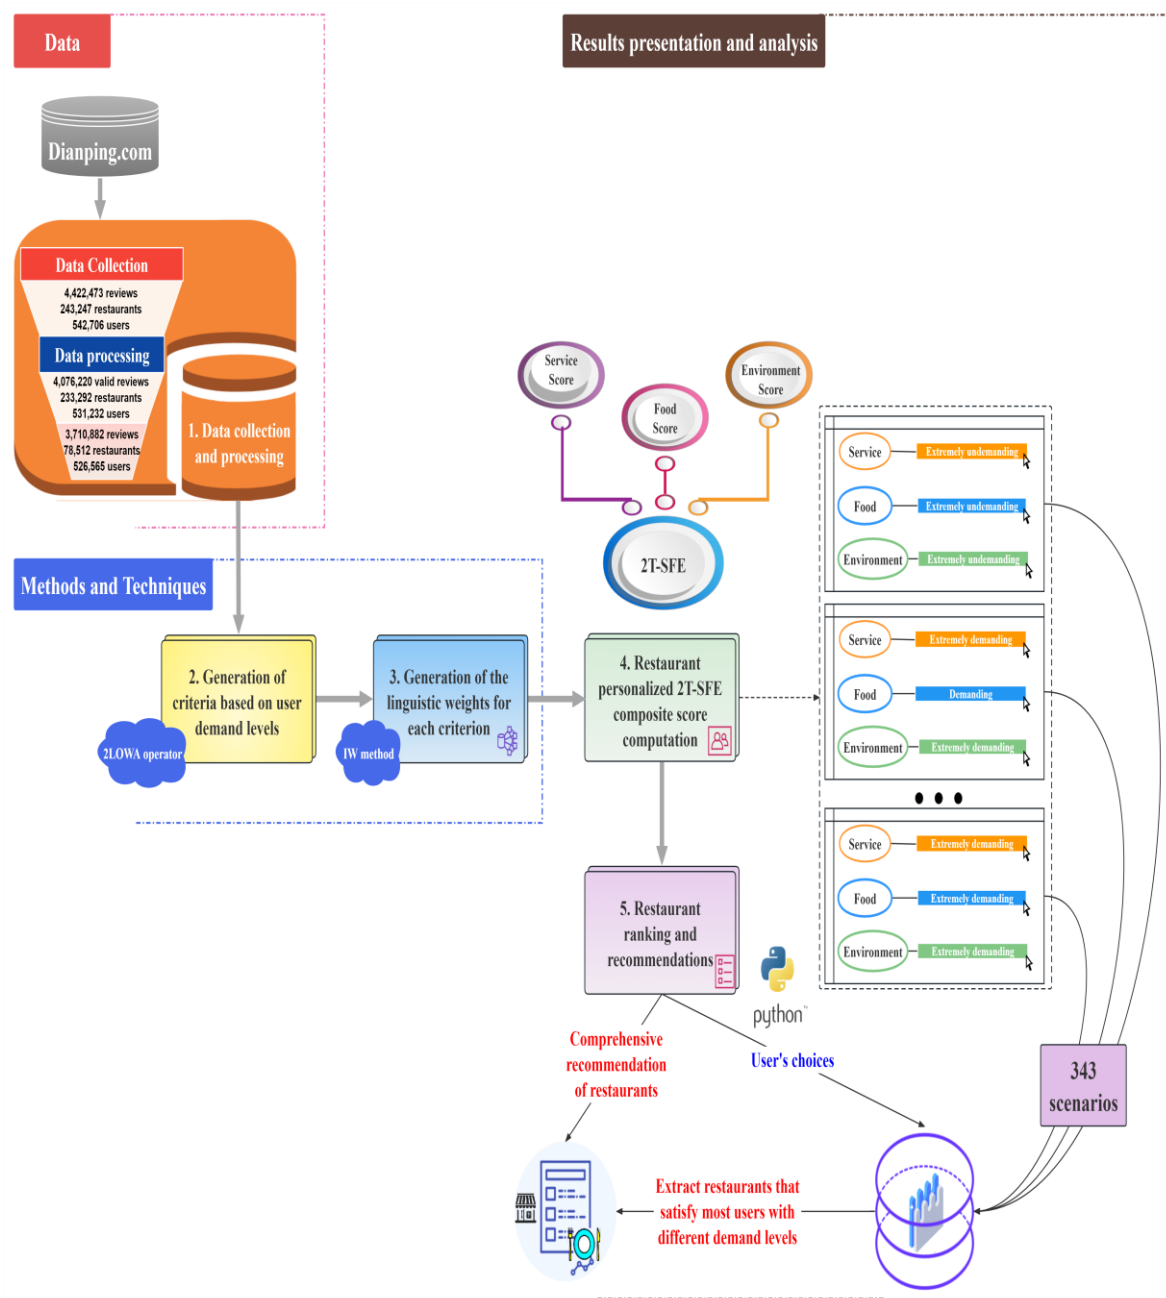 Data
Results presentation and analysis
Dianping.com
Data Collection
4,422,473 reviews
243,247 restaurants
542,706 users
Data processing
4,076,220 valid reviews
233,292 restaurants
531,232 users
3,710,882 reviews
78,512 restaurants
526,565 users
1. Data collection
and processing
Service
Score
Food
Score
Environment
Score
2T-SFE
Service
Extremely undemanding
Food
Extremely undemanding
Environment
Extremely undemanding
Methods and Techniques
2. Generation of
criteria based on user
demand levels
2LOWA operator
3. Generation of the
linguistic weights for
each criterion
IW method
4. Restaurant
personalized 2T-SFE
composite score
computation
Service
Extremely demanding
Food
Demanding
Environment
Extremely demanding
Service
Extremely demanding
Food
Extremely demanding
Environment
Extremely demanding
5. Restaurant
ranking and
recommendations
python™
Comprehensive
recommendation
of restaurants
User's choices
343
scenarios
Extract restaurants that
satisfy most users with
different demand levels